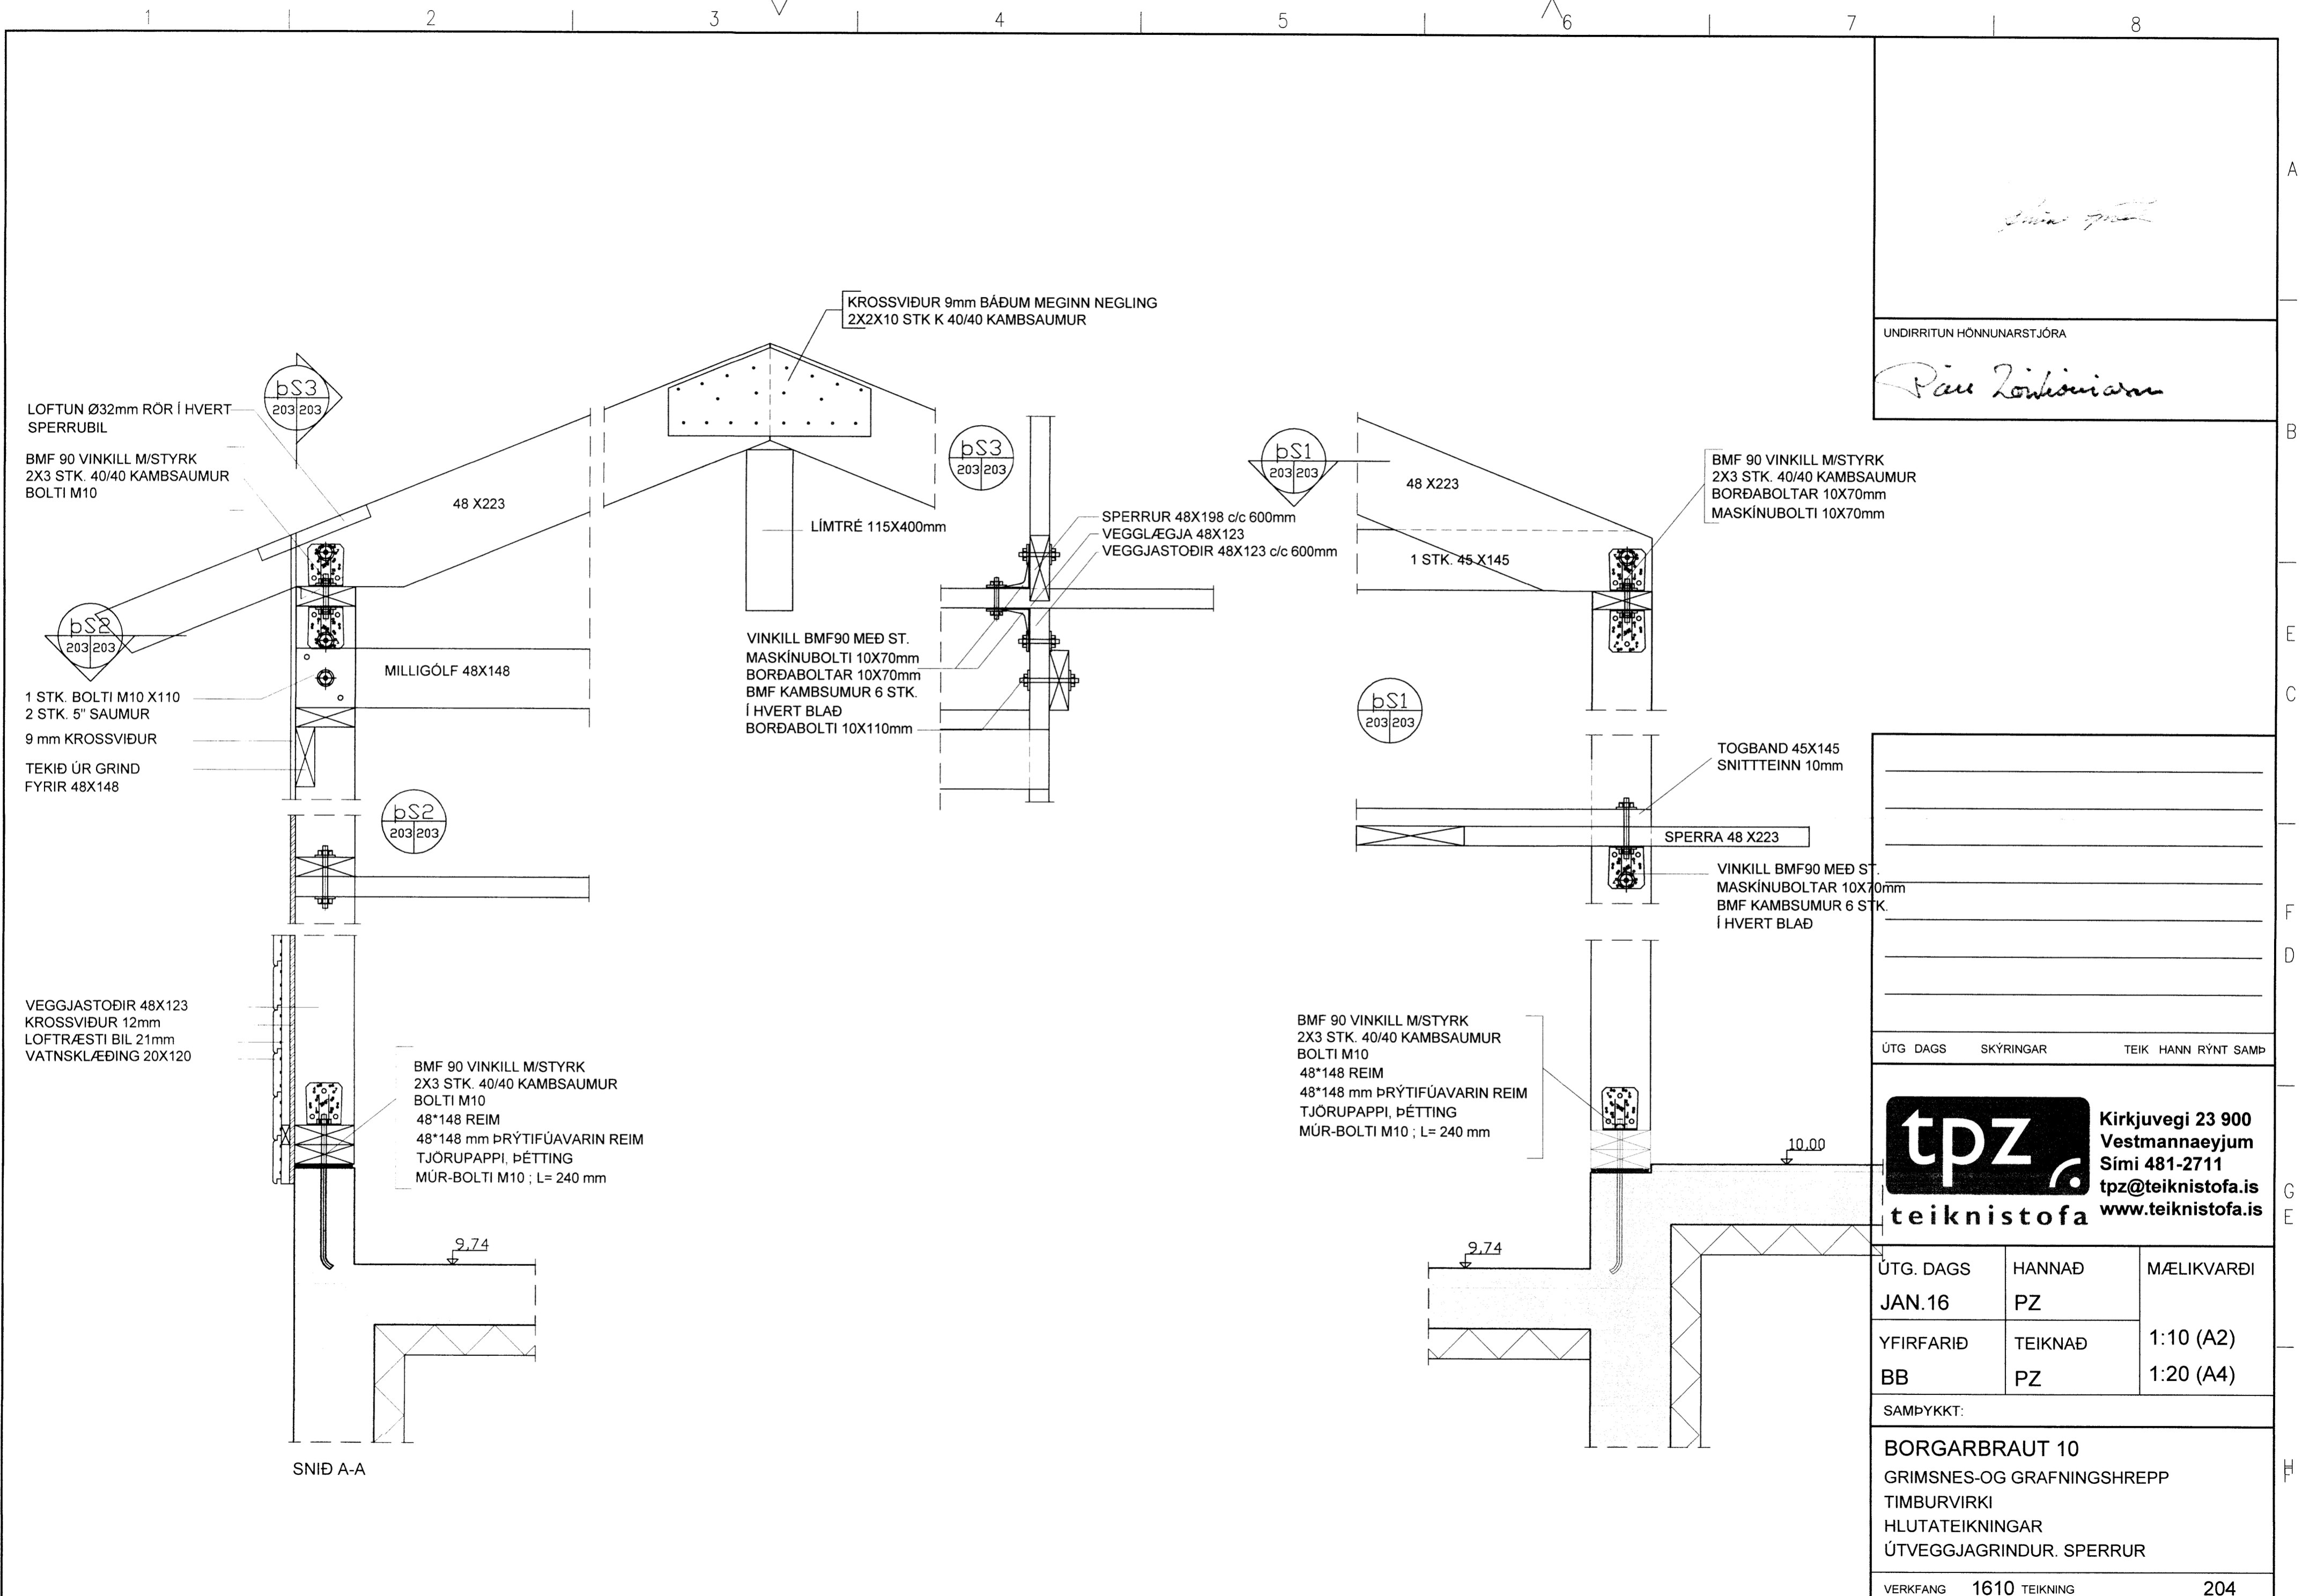 1 2 3 4 5 6 7 8
A
B
E
C
F
D
G
E
H
F
UNDIRRITUN HÖNNUNARSTJÓRA
KROSSVIÐUR 9mm BÁÐUM MEGINN NEGLING
2X2X10 STK K 40/40 KAMBSAUMUR
þS3
203 203
LOFTUN Ø32mm RÖR Í HVERT
SPERRUBIL
BMF 90 VINKILL M/STYRK
2X3 STK. 40/40 KAMBSAUMUR
BOLTI M10
48 X223
LÍMTRÉ 115X400mm
þS2
203 203
MILLIGÓLF 48X148
1 STK. BOLTI M10 X110
2 STK. 5" SAUMUR
9 mm KROSSVIÐUR
TEKIÐ ÚR GRIND
FYRIR 48X148
þS2
203 203
VEGGJASTOÐIR 48X123
KROSSVIÐUR 12mm
LOFTRÆSTI BIL 21mm
VATNSKLÆÐING 20X120
BMF 90 VINKILL M/STYRK
2X3 STK. 40/40 KAMBSAUMUR
BOLTI M10
48*148 REIM
48*148 mm ÞRÝTIFÚAVARIN REIM
TJÖRUPAPPI, ÞÉTTING
MÚR-BOLTI M10 ; L= 240 mm
9.74
SNIÐ A-A
þS3
203 203
SPERRUR 48X198 c/c 600mm
VEGGLÆGJA 48X123
VEGGJASTOÐIR 48X123 c/c 600mm
VINKILL BMF90 MEÐ ST.
MASKÍNUBOLTI 10X70mm
BORÐABOLTAR 10X70mm
BMF KAMBSUMUR 6 STK.
Í HVERT BLAÐ
BORÐABOLTI 10X110mm
þS1
203 203
48 X223
1 STK. 45 X145
BMF 90 VINKILL M/STYRK
2X3 STK. 40/40 KAMBSAUMUR
BORÐABOLTAR 10X70mm
MASKÍNUBOLTI 10X70mm
þS1
203 203
TOGBAND 45X145
SNITTTEINN 10mm
SPERRA 48 X223
VINKILL BMF90 MEÐ ST.
MASKÍNUBOLTAR 10X70mm
BMF KAMBSUMUR 6 STK.
Í HVERT BLAÐ
BMF 90 VINKILL M/STYRK
2X3 STK. 40/40 KAMBSAUMUR
BOLTI M10
48*148 REIM
48*148 mm ÞRÝTIFÚAVARIN REIM
TJÖRUPAPPI, ÞÉTTING
MÚR-BOLTI M10 ; L= 240 mm
10.00
9.74
ÚTG DAGS SKÝRINGAR TEIK HANN RÝNT SAMÞ
tpz
teiknistofa
Kirkjuvegi 23 900
Vestmannaeyjum
Sími 481-2711
tpz@teiknistofa.is
www.teiknistofa.is
ÚTG. DAGS HANNAÐ MÆLIKVARÐI
JAN.16 PZ
1:10 (A2)
YFIRFARIÐ TEIKNAÐ
1:20 (A4)
BB PZ
SAMÞYKKT:
BORGARBRAUT 10
GRIMSNES-OG GRAFNINGSHREPP
TIMBURVIRKI
HLUTATEIKNINGAR
ÚTVEGGJAGRINDUR. SPERRUR
VERKFANG 1610 TEIKNING 204